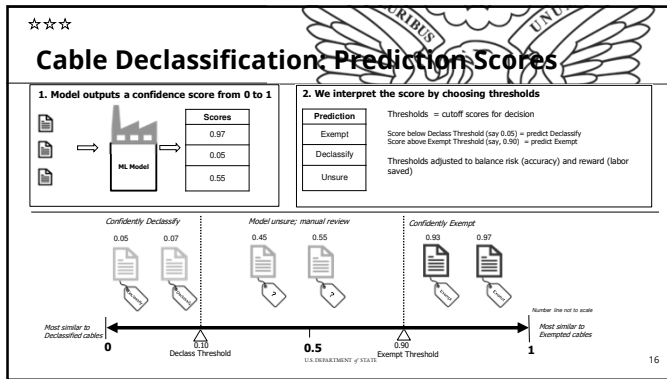 ☆☆☆
URIBUS
UNU
Cable Declassification: Prediction Scores
1. Model outputs a confidence score from 0 to 1
ML Model
Scores
0.97
0.05
0.55
2. We interpret the score by choosing thresholds
Prediction
Exempt
Declassify
Unsure
Thresholds = cutoff scores for decision
Score below Declass Threshold (say 0.05) = predict Declassify
Score above Exempt Threshold (say, 0.90) = predict Exempt
Thresholds adjusted to balance risk (accuracy) and reward (labor
saved)
Confidently Declassify
0.05 0.07
Declassify
Declassify
Model unsure; manual review
0.45 0.55
?
?
Confidently Exempt
0.93 0.97
Exempt
Exempt
Number line not to scale
Most similar to
Declassified cables
Most similar to
Exempted cables
0
0.10
Declass Threshold
0.5
0.90
Exempt Threshold
1
U.S. DEPARTMENT of STATE
16